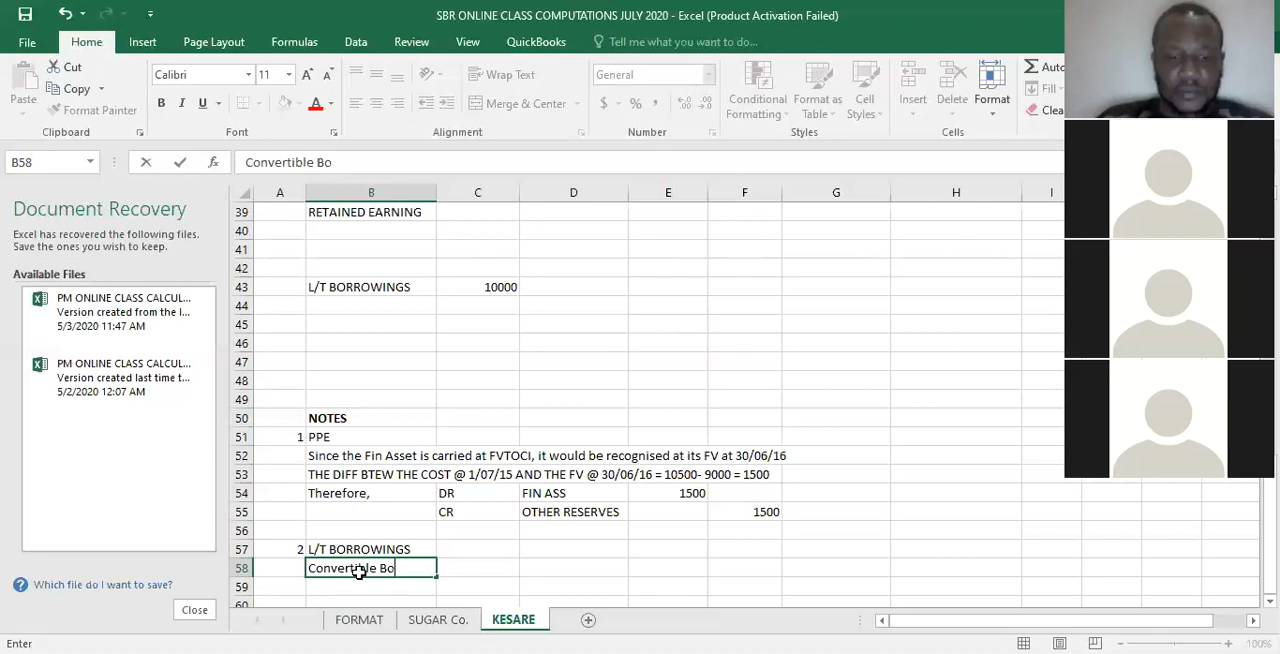 SBR ONLINE CLASS COMPUTATIONS JULY 2020 - Excel (Product Activation Failed)
File Home Insert Page Layout Formulas Data Review View QuickBooks Tell me what you want to do...
Paste
Cut
Copy
Format Painter
Calibri 11
B I U
Wrap Text
Merge & Center
General
$ % ,
Conditional Formatting
Format as Table
Cell Styles
Insert Delete Format
Auto
Fill
Clea
Clipboard Font Alignment Number Styles Cells
B58 fx Convertible Bo
Document Recovery
Excel has recovered the following files.
Save the ones you wish to keep.
Available Files
PM ONLINE CLASS CALCUL...
Version created from the l...
5/3/2020 11:47 AM
PM ONLINE CLASS CALCUL...
Version created last time t...
5/2/2020 12:07 AM
Which file do I want to save?
Close
A B C D E F G H I
39 RETAINED EARNING
40
41
42
43 L/T BORROWINGS 10000
44
45
46
47
48
49
50 NOTES
51 1 PPE
52 Since the Fin Asset is carried at FVTOCI, it would be recognised at its FV at 30/06/16
53 THE DIFF BTEW THE COST @ 1/07/15 AND THE FV @ 30/06/16 = 10500- 9000 = 1500
54 Therefore, DR FIN ASS 1500
55 CR OTHER RESERVES 1500
56
57 2 L/T BORROWINGS
58 Convertible Bo
59
60
FORMAT SUGAR Co. KESARE
Enter 100%